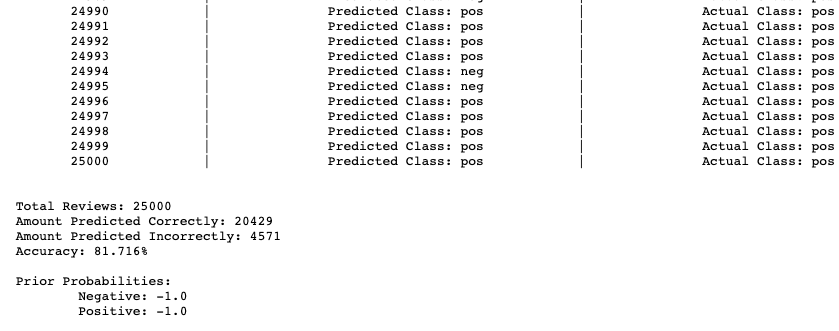 24990 | Predicted Class: pos | Actual Class: pos
24991 | Predicted Class: pos | Actual Class: pos
24992 | Predicted Class: pos | Actual Class: pos
24993 | Predicted Class: pos | Actual Class: pos
24994 | Predicted Class: neg | Actual Class: pos
24995 | Predicted Class: neg | Actual Class: pos
24996 | Predicted Class: pos | Actual Class: pos
24997 | Predicted Class: pos | Actual Class: pos
24998 | Predicted Class: pos | Actual Class: pos
24999 | Predicted Class: pos | Actual Class: pos
25000 | Predicted Class: pos | Actual Class: pos
Total Reviews: 25000
Amount Predicted Correctly: 20429
Amount Predicted Incorrectly: 4571
Accuracy: 81.716%
Prior Probabilities:
Negative: -1.0
Positive: -1.0